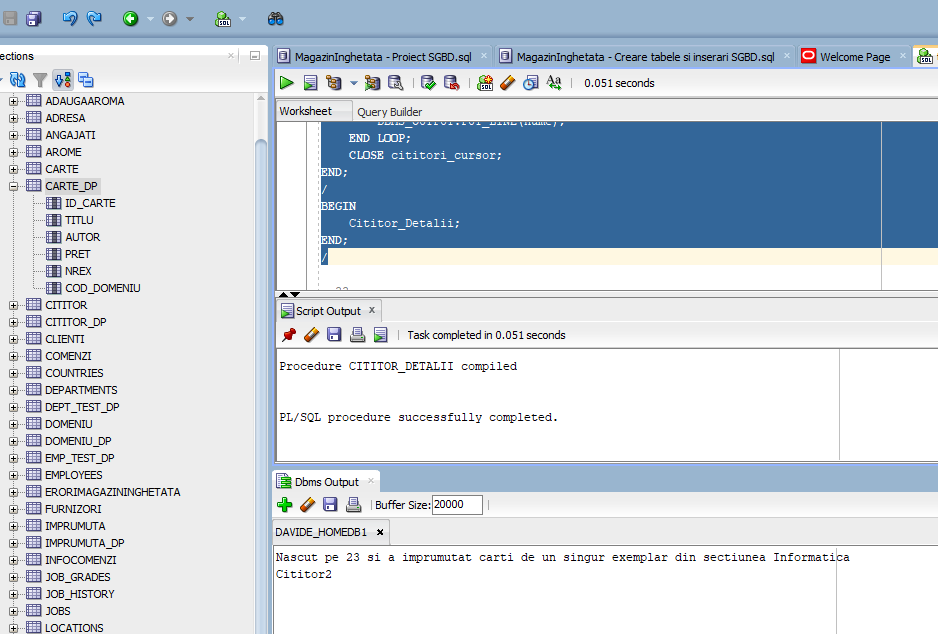 SQL
ections
MagazinInghetata - Proiect SGBD.sql
MagazinInghetata - Creare tabele si inserari SGBD.sql
Welcome Page
0.051 seconds
Worksheet
Query Builder
END LOOP;
CLOSE cititori_cursor;
END;
/
BEGIN
Cititor_Detalii;
END;
/
ADAUGAAROMA
ADRESA
ANGAJATI
AROME
CARTE
CARTE_DP
ID_CARTE
TITLU
AUTOR
PRET
NREX
COD_DOMENIU
CITITOR
CITITOR_DP
CLIENTI
COMENZI
COUNTRIES
DEPARTMENTS
DEPT_TEST_DP
DOMENIU
DOMENIU_DP
EMP_TEST_DP
EMPLOYEES
ERORIMAGAZININGHETATA
FURNIZORI
IMPRUMUTA
IMPRUMUTA_DP
INFOCOMENZI
JOB_GRADES
JOB_HISTORY
JOBS
LOCATIONS
Script Output
Task completed in 0.051 seconds
Procedure CITITOR_DETALII compiled
PL/SQL procedure successfully completed.
Dbms Output
Buffer Size: 20000
DAVIDE_HOMEDB1
Nascut pe 23 si a imprumutat carti de un singur exemplar din sectiunea Informatica
Cititor2